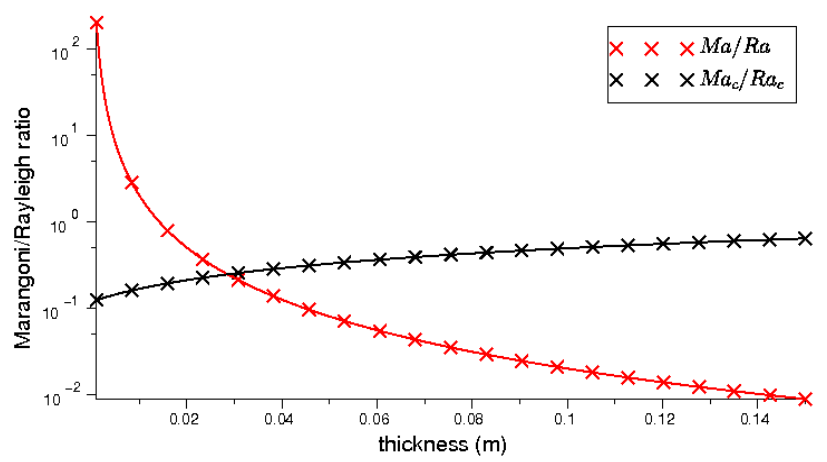 Ma/Ra
Ma_c/Ra_c
Marangoni/Rayleigh ratio
10^2
10^1
10^0
10^-1
10^-2
0.02 0.04 0.06 0.08 0.1 0.12 0.14
thickness (m)